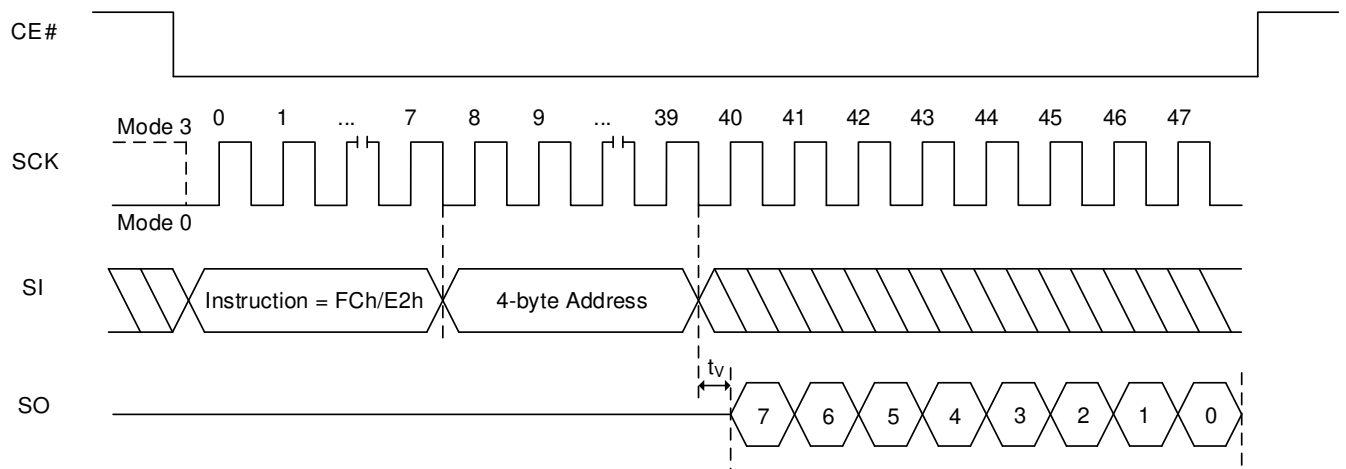 CE#
Mode 3 0 1 ... 7 8 9 ... 39 40 41 42 43 44 45 46 47
SCK
Mode 0
SI
Instruction = FCh/E2h 4-byte Address
tV
SO 7 6 5 4 3 2 1 0